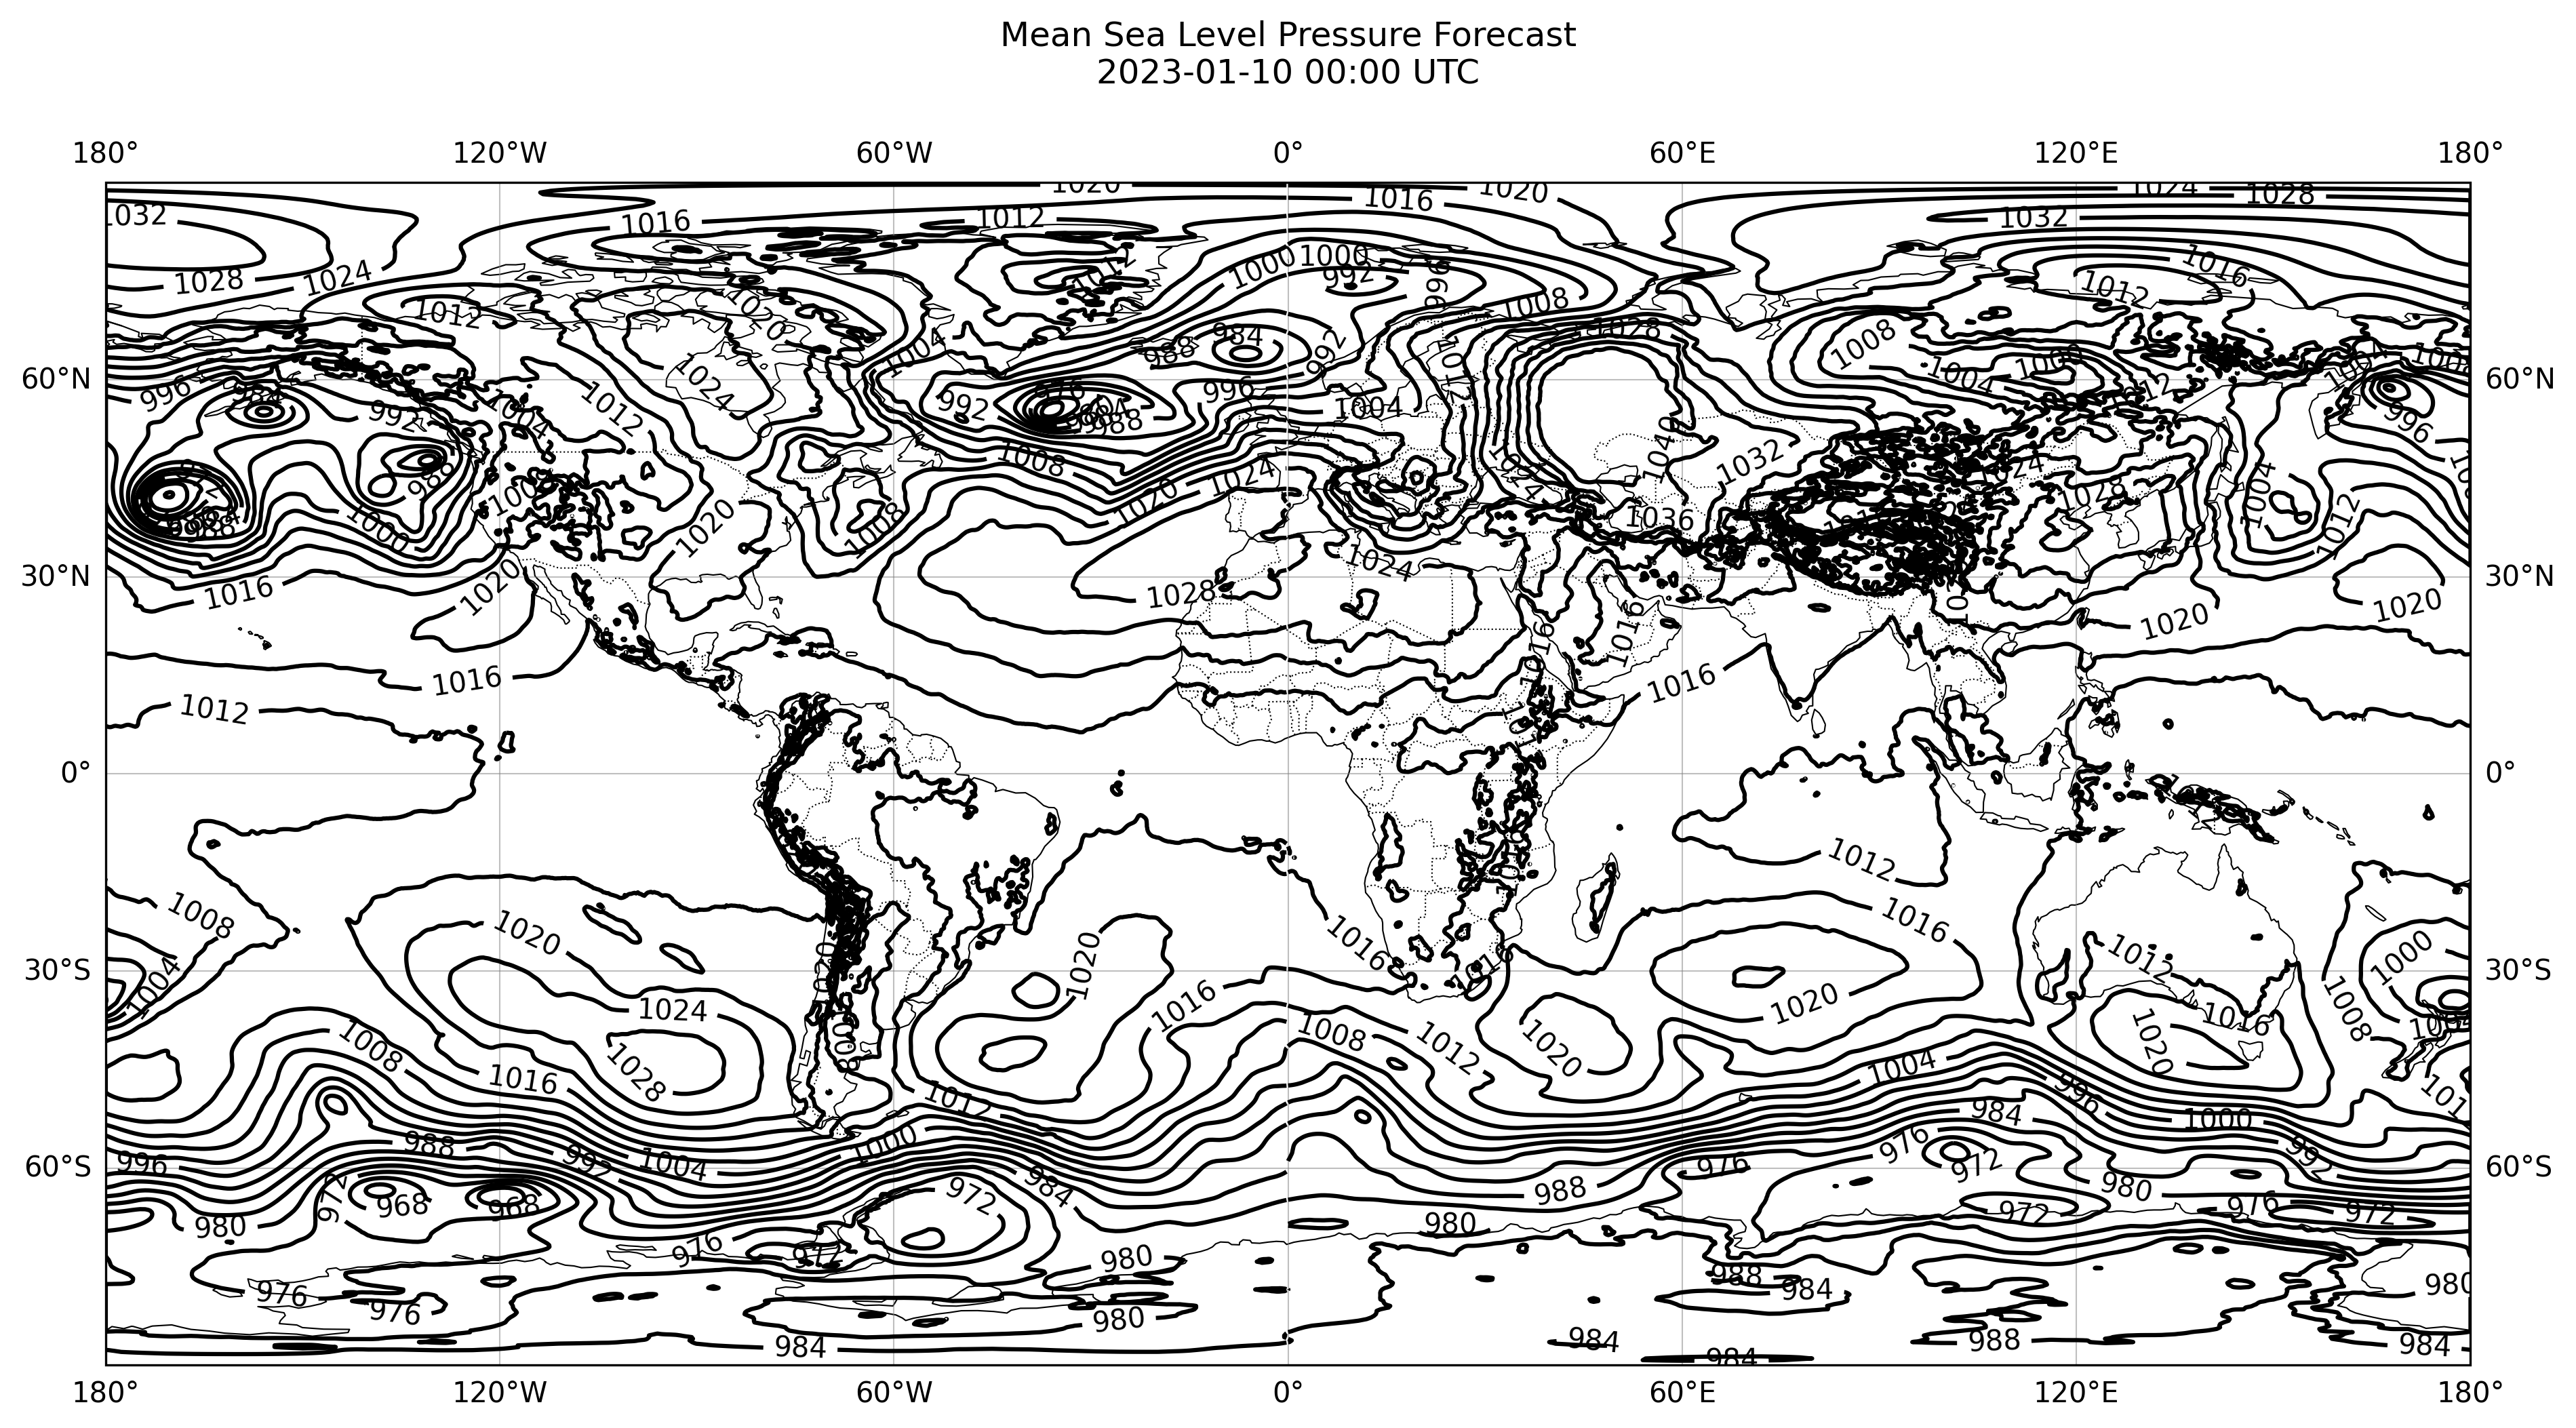 Mean Sea Level Pressure Forecast
2023-01-10 00:00 UTC
180° 120°W 60°W 0° 60°E 120°E 180°
1020 1016 1020 1024 1028
1032 1016 1012 1032
1028 1024 1012 1000 1000 992 996 1016
1012 1020 1008 1012
984 988 992 1028 1008
60°N 1004 1012 1004 1000 1004 1008 60°N
996 984 1024 976 996 1004 1012
992 1004 1012 992 984 988 1004 996
972 988 1008 1024 1024 1040 1032 1024 1028 1004
984 988 1000 1000 1020 1008 1020 1036 1012
30°N 1016 1020 1028 1024 30°N
1016 1020 1020
1016 1016 1016
1012
0° 0°
1012
1008 1020 1016 1016
30°S 1004 1020 1020 1016 1016 1012 1000 30°S
1024 1016 1020 1016 1008 1004
1008 1028 1008 1012 1020 1020
1016 1012 1004 996
988 1000 984 1000
60°S 996 992 1004 984 976 976 972 992 60°S
972 968 968 972 988 980
980 980 972 976 972
976 972 980 988 984 980
976 976 980
984 984 984 988 984
180° 120°W 60°W 0° 60°E 120°E 180°